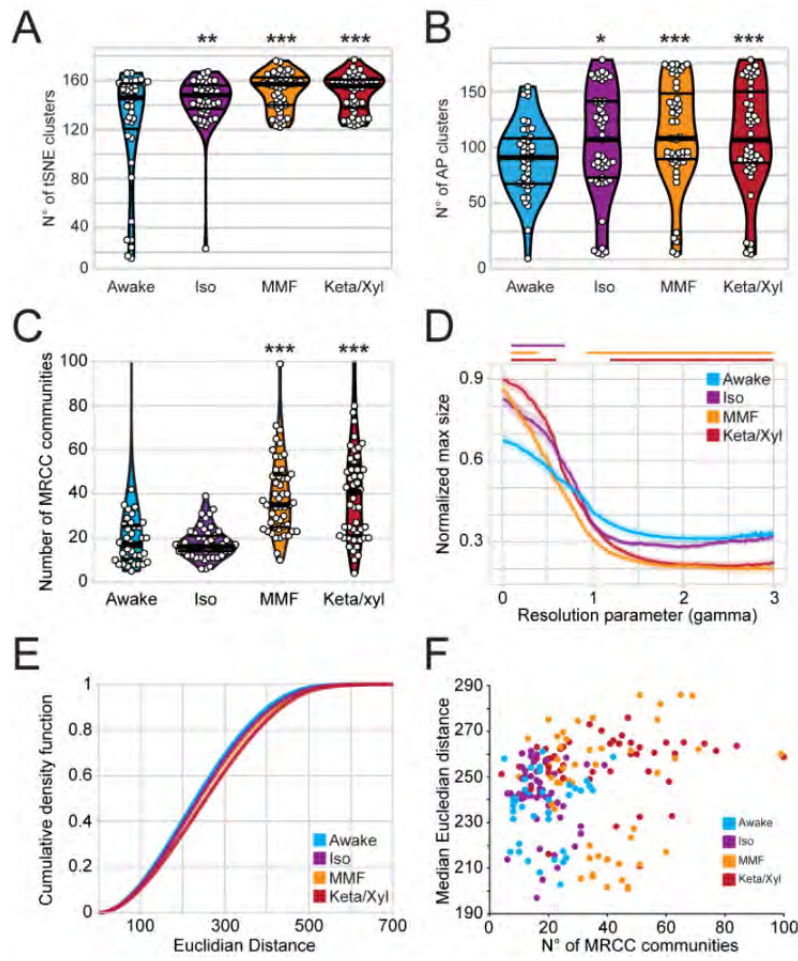 A
** *** ***
N° of tSNE clusters
160
140
120
100
40
0
Awake Iso MMF Keta/Xyl
B
* *** ***
N° of AP clusters
150
100
50
0
Awake Iso MMF Keta/Xyl
C
*** ***
Number of MRCC communities
100
80
60
40
20
0
Awake Iso MMF Keta/xyl
D
Normalized max size
0.9
0.6
0.3
Awake
Iso
MMF
Keta/Xyl
0 1 2 3
Resolution parameter (gamma)
E
Cumulative density function
1
0.8
0.6
0.4
0.2
0
Awake
Iso
MMF
Keta/Xyl
100 300 500 700
Euclidian Distance
F
Median Eucledian distance
290
270
250
230
210
190
Awake
Iso
MMF
Keta/Xyl
0 20 40 60 80 100
N° of MRCC communities